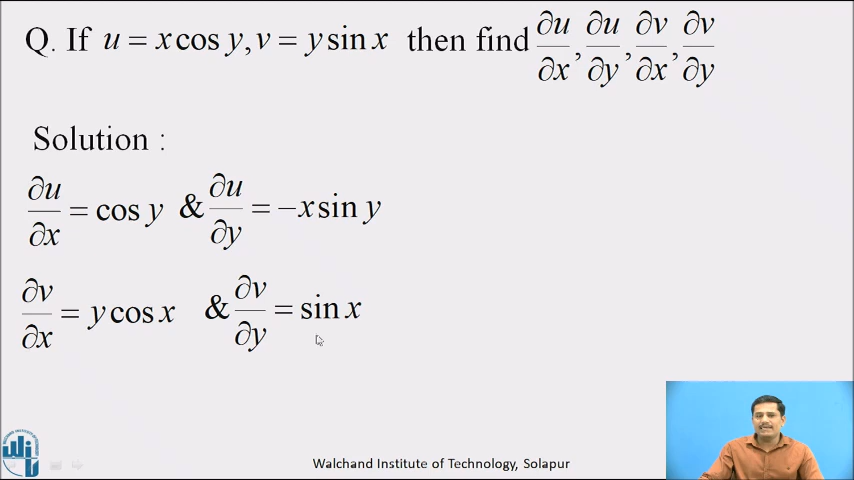 Q. If u = x cos y, v = y sin x then find ∂u/∂x, ∂u/∂y, ∂v/∂x, ∂v/∂y
Solution :
∂u/∂x = cos y & ∂u/∂y = −x sin y
∂v/∂x = y cos x & ∂v/∂y = sin x
Walchand Institute of Technology, Solapur